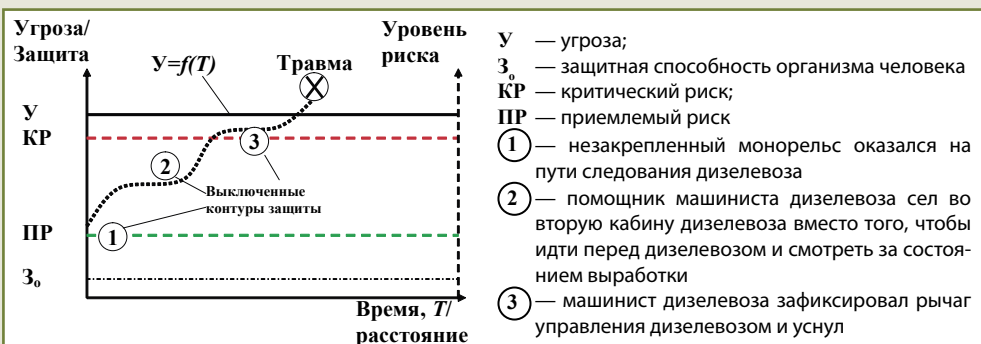 Угроза/
Защита
Уровень
риска
У=f(T)
Травма
У
КР
3
2
Выключенные
контуры защиты
ПР
1
Зо
Время, T/
расстояние
У — угроза;
Зо — защитная способность организма человека
КР — критический риск;
ПР — приемлемый риск
1 — незакрепленный монорельс оказался на
пути следования дизелевоза
2 — помощник машиниста дизелевоза сел во
вторую кабину дизелевоза вместо того, чтобы
идти перед дизелевозом и смотреть за состоя-
нием выработки
3 — машинист дизелевоза зафиксировал рычаг
управления дизелевозом и уснул